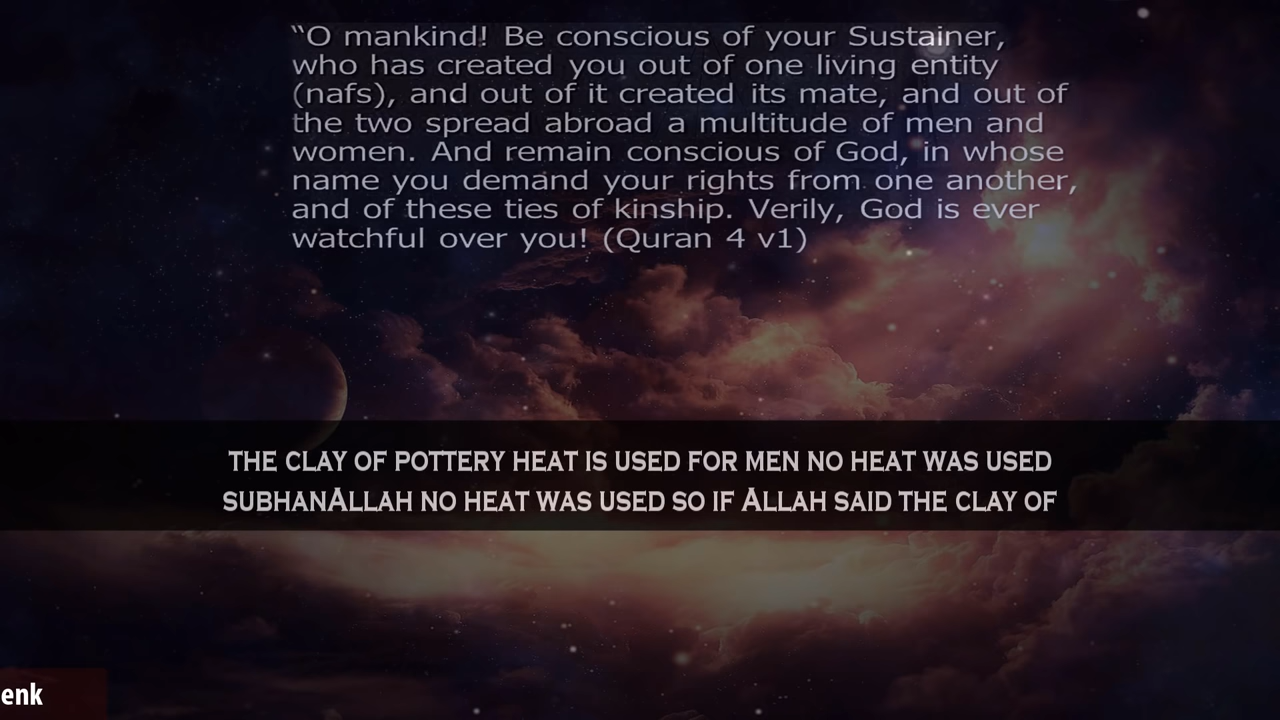 “O mankind! Be conscious of your Sustainer,
who has created you out of one living entity
(nafs), and out of it created its mate, and out of
the two spread abroad a multitude of men and
women. And remain conscious of God, in whose
name you demand your rights from one another,
and of these ties of kinship. Verily, God is ever
watchful over you! (Quran 4 v1)
THE CLAY OF POTTERY HEAT IS USED FOR MEN NO HEAT WAS USED
SUBHANALLAH NO HEAT WAS USED SO IF ALLAH SAID THE CLAY OF
enk